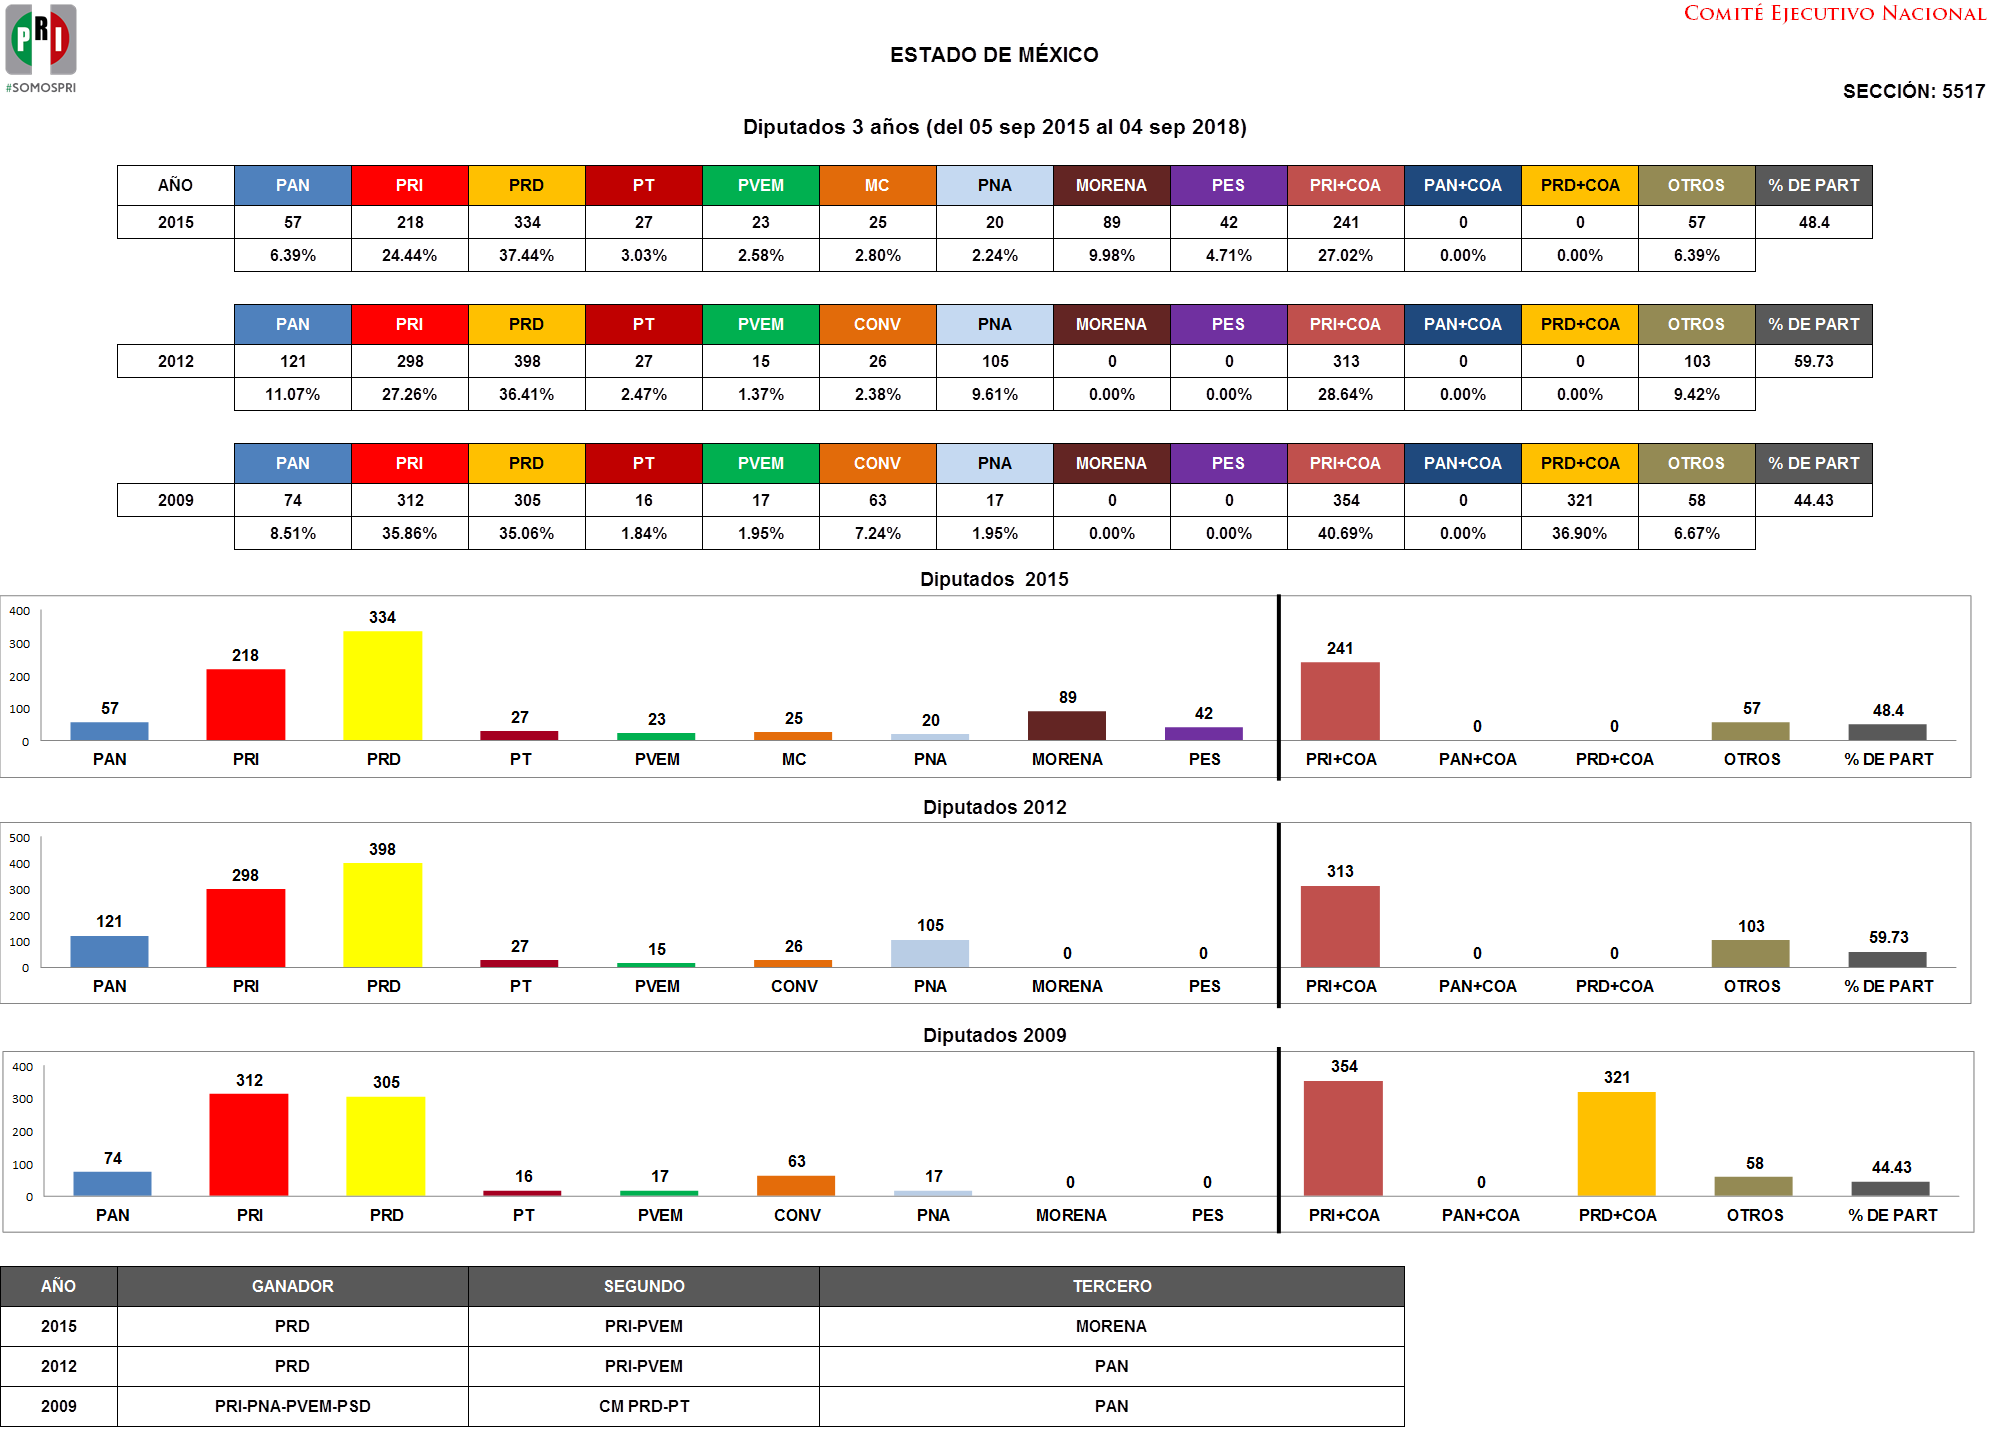 PRI
#SOMOSPRI
COMITÉ EJECUTIVO NACIONAL
ESTADO DE MÉXICO
SECCIÓN: 5517
Diputados 3 años (del 05 sep 2015 al 04 sep 2018)
AÑO PAN PRI PRD PT PVEM MC PNA MORENA PES PRI+COA PAN+COA PRD+COA OTROS % DE PART
2015 57 218 334 27 23 25 20 89 42 241 0 0 57 48.4
6.39% 24.44% 37.44% 3.03% 2.58% 2.80% 2.24% 9.98% 4.71% 27.02% 0.00% 0.00% 6.39%
PAN PRI PRD PT PVEM CONV PNA MORENA PES PRI+COA PAN+COA PRD+COA OTROS % DE PART
2012 121 298 398 27 15 26 105 0 0 313 0 0 103 59.73
11.07% 27.26% 36.41% 2.47% 1.37% 2.38% 9.61% 0.00% 0.00% 28.64% 0.00% 0.00% 9.42%
PAN PRI PRD PT PVEM CONV PNA MORENA PES PRI+COA PAN+COA PRD+COA OTROS % DE PART
2009 74 312 305 16 17 63 17 0 0 354 0 321 58 44.43
8.51% 35.86% 35.06% 1.84% 1.95% 7.24% 1.95% 0.00% 0.00% 40.69% 0.00% 36.90% 6.67%
Diputados 2015
400
300
200
100
0
57 218 334 27 23 25 20 89 42 241 0 0 57 48.4
PAN PRI PRD PT PVEM MC PNA MORENA PES PRI+COA PAN+COA PRD+COA OTROS % DE PART
Diputados 2012
500
400
300
200
100
0
121 298 398 27 15 26 105 0 0 313 0 0 103 59.73
PAN PRI PRD PT PVEM CONV PNA MORENA PES PRI+COA PAN+COA PRD+COA OTROS % DE PART
Diputados 2009
400
300
200
100
0
74 312 305 16 17 63 17 0 0 354 0 321 58 44.43
PAN PRI PRD PT PVEM CONV PNA MORENA PES PRI+COA PAN+COA PRD+COA OTROS % DE PART
AÑO GANADOR SEGUNDO TERCERO
2015 PRD PRI-PVEM MORENA
2012 PRD PRI-PVEM PAN
2009 PRI-PNA-PVEM-PSD CM PRD-PT PAN